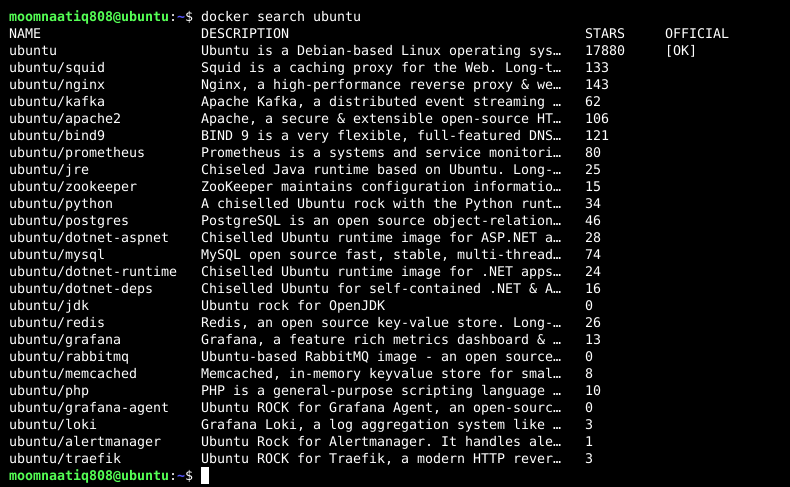 moomnaatiq808@ubuntu:~$ docker search ubuntu
NAME                    DESCRIPTION                                     STARS     OFFICIAL
ubuntu                  Ubuntu is a Debian-based Linux operating sys…   17880     [OK]
ubuntu/squid            Squid is a caching proxy for the Web. Long-t…   133
ubuntu/nginx            Nginx, a high-performance reverse proxy & we…   143
ubuntu/kafka            Apache Kafka, a distributed event streaming …   62
ubuntu/apache2          Apache, a secure & extensible open-source HT…   106
ubuntu/bind9            BIND 9 is a very flexible, full-featured DNS…   121
ubuntu/prometheus       Prometheus is a systems and service monitori…   80
ubuntu/jre              Chiseled Java runtime based on Ubuntu. Long-…   25
ubuntu/zookeeper        ZooKeeper maintains configuration informatio…   15
ubuntu/python           A chiselled Ubuntu rock with the Python runt…   34
ubuntu/postgres         PostgreSQL is an open source object-relation…   46
ubuntu/dotnet-aspnet    Chiselled Ubuntu runtime image for ASP.NET a…   28
ubuntu/mysql            MySQL open source fast, stable, multi-thread…   74
ubuntu/dotnet-runtime   Chiselled Ubuntu runtime image for .NET apps…   24
ubuntu/dotnet-deps      Chiselled Ubuntu for self-contained .NET & A…   16
ubuntu/jdk              Ubuntu rock for OpenJDK                         0
ubuntu/redis            Redis, an open source key-value store. Long-…   26
ubuntu/grafana          Grafana, a feature rich metrics dashboard & …   13
ubuntu/rabbitmq         Ubuntu-based RabbitMQ image - an open source…   0
ubuntu/memcached        Memcached, in-memory keyvalue store for smal…   8
ubuntu/php              PHP is a general-purpose scripting language …   10
ubuntu/grafana-agent    Ubuntu ROCK for Grafana Agent, an open-sourc…   0
ubuntu/loki             Grafana Loki, a log aggregation system like …   3
ubuntu/alertmanager     Ubuntu Rock for Alertmanager. It handles ale…   1
ubuntu/traefik          Ubuntu ROCK for Traefik, a modern HTTP rever…   3
moomnaatiq808@ubuntu:~$